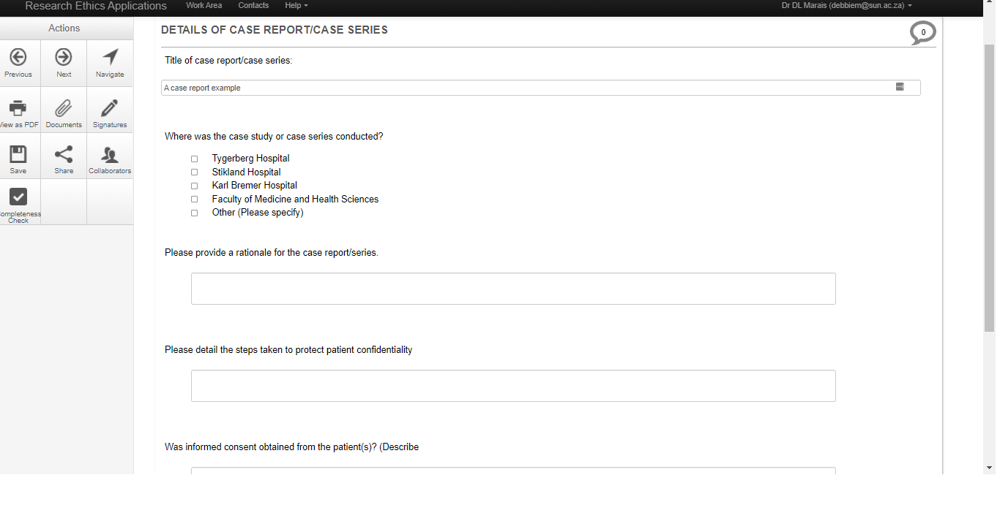 Research Ethics Applications Work Area Contacts Help Dr DL Marais (debbiem@sun.ac.za)
Actions
Previous Next Navigate
View as PDF Documents Signatures
Save Share Collaborators
ompleteness
Check
DETAILS OF CASE REPORT/CASE SERIES 0
Title of case report/case series:
A case report example
Where was the case study or case series conducted?
Tygerberg Hospital
Stikland Hospital
Karl Bremer Hospital
Faculty of Medicine and Health Sciences
Other (Please specify)
Please provide a rationale for the case report/series.
Please detail the steps taken to protect patient confidentiality
Was informed consent obtained from the patient(s)? (Describe